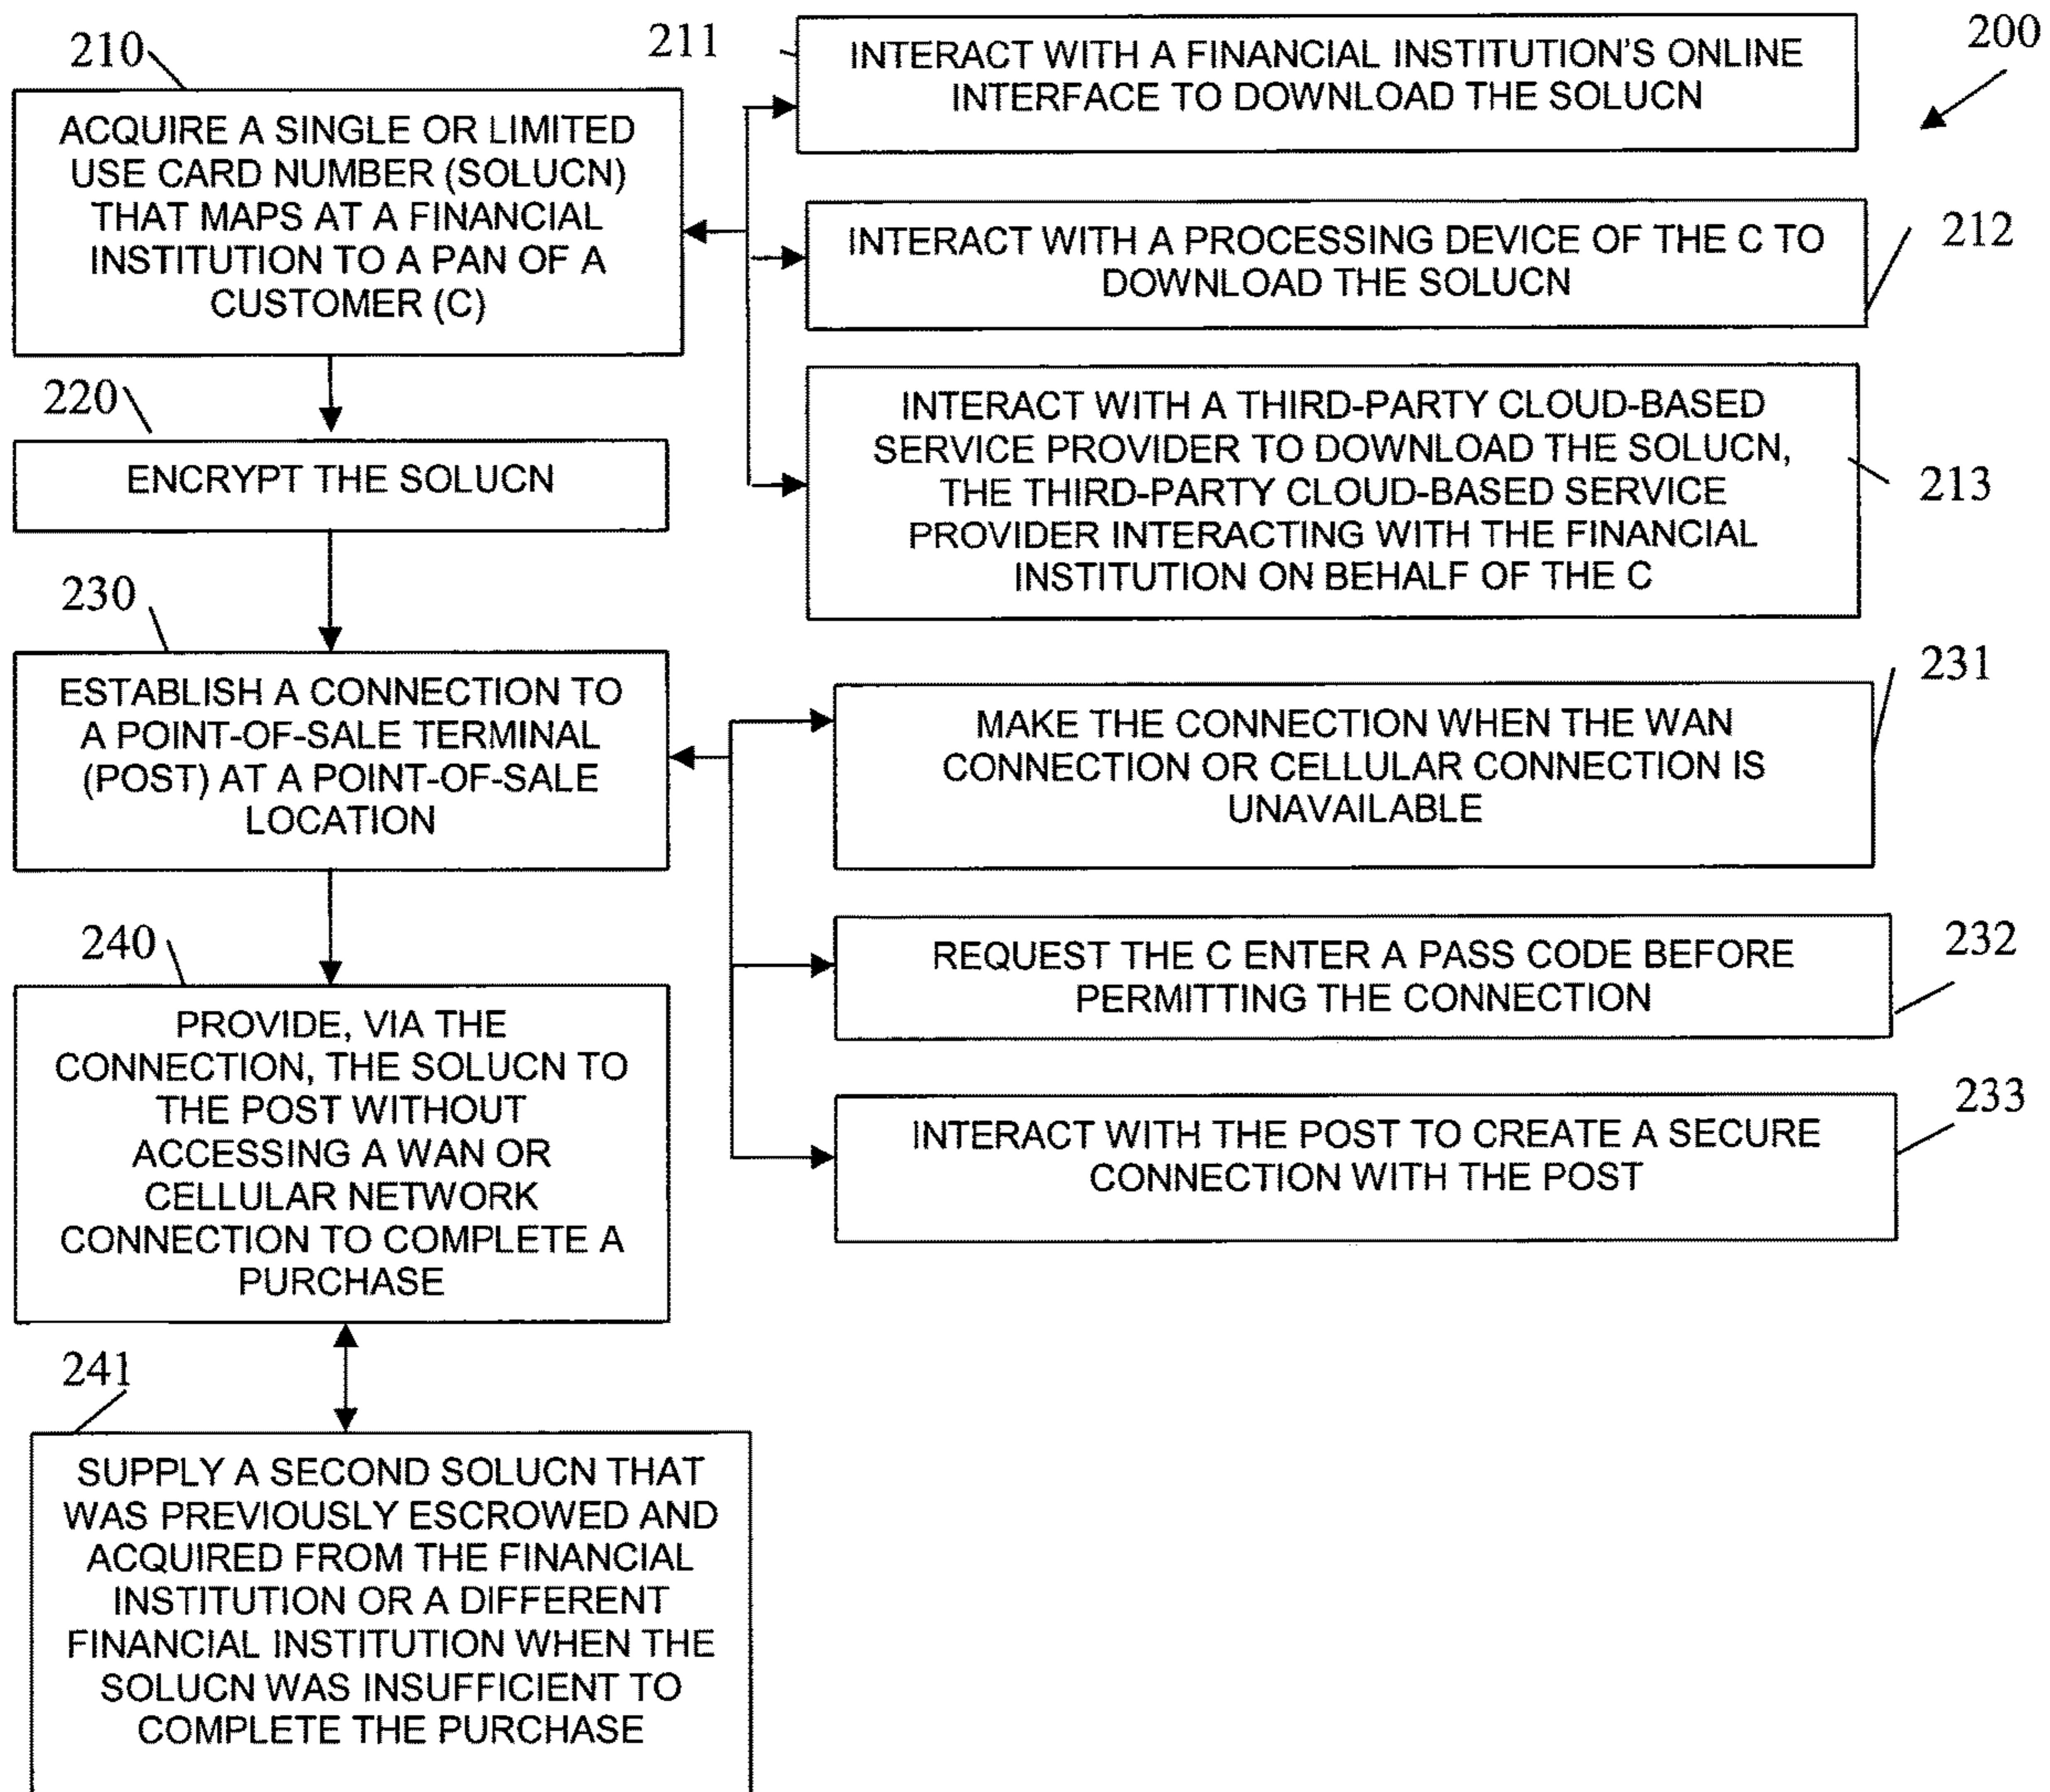 200
210
ACQUIRE A SINGLE OR LIMITED
USE CARD NUMBER (SOLUCN)
THAT MAPS AT A FINANCIAL
INSTITUTION TO A PAN OF A
CUSTOMER (C)
211
INTERACT WITH A FINANCIAL INSTITUTION'S ONLINE
INTERFACE TO DOWNLOAD THE SOLUCN
212
INTERACT WITH A PROCESSING DEVICE OF THE C TO
DOWNLOAD THE SOLUCN
213
INTERACT WITH A THIRD-PARTY CLOUD-BASED
SERVICE PROVIDER TO DOWNLOAD THE SOLUCN,
THE THIRD-PARTY CLOUD-BASED SERVICE
PROVIDER INTERACTING WITH THE FINANCIAL
INSTITUTION ON BEHALF OF THE C
220
ENCRYPT THE SOLUCN
230
ESTABLISH A CONNECTION TO
A POINT-OF-SALE TERMINAL
(POST) AT A POINT-OF-SALE
LOCATION
231
MAKE THE CONNECTION WHEN THE WAN
CONNECTION OR CELLULAR CONNECTION IS
UNAVAILABLE
232
REQUEST THE C ENTER A PASS CODE BEFORE
PERMITTING THE CONNECTION
233
INTERACT WITH THE POST TO CREATE A SECURE
CONNECTION WITH THE POST
240
PROVIDE, VIA THE
CONNECTION, THE SOLUCN TO
THE POST WITHOUT
ACCESSING A WAN OR
CELLULAR NETWORK
CONNECTION TO COMPLETE A
PURCHASE
241
SUPPLY A SECOND SOLUCN THAT
WAS PREVIOUSLY ESCROWED AND
ACQUIRED FROM THE FINANCIAL
INSTITUTION OR A DIFFERENT
FINANCIAL INSTITUTION WHEN THE
SOLUCN WAS INSUFFICIENT TO
COMPLETE THE PURCHASE